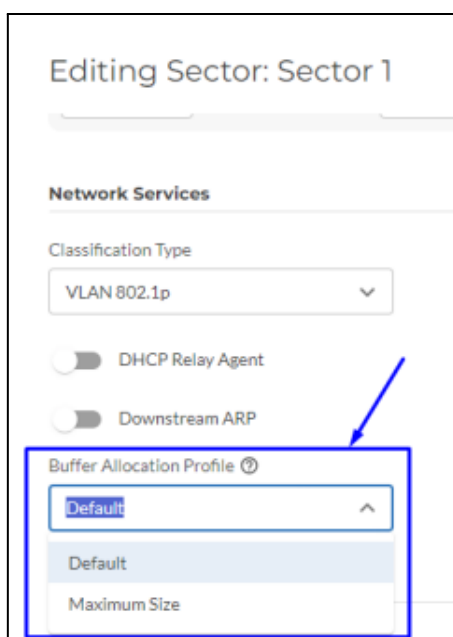 Editing Sector: Sector 1
Network Services
Classification Type
VLAN 802.1p
DHCP Relay Agent
Downstream ARP
Buffer Allocation Profile
Default
Default
Maximum Size